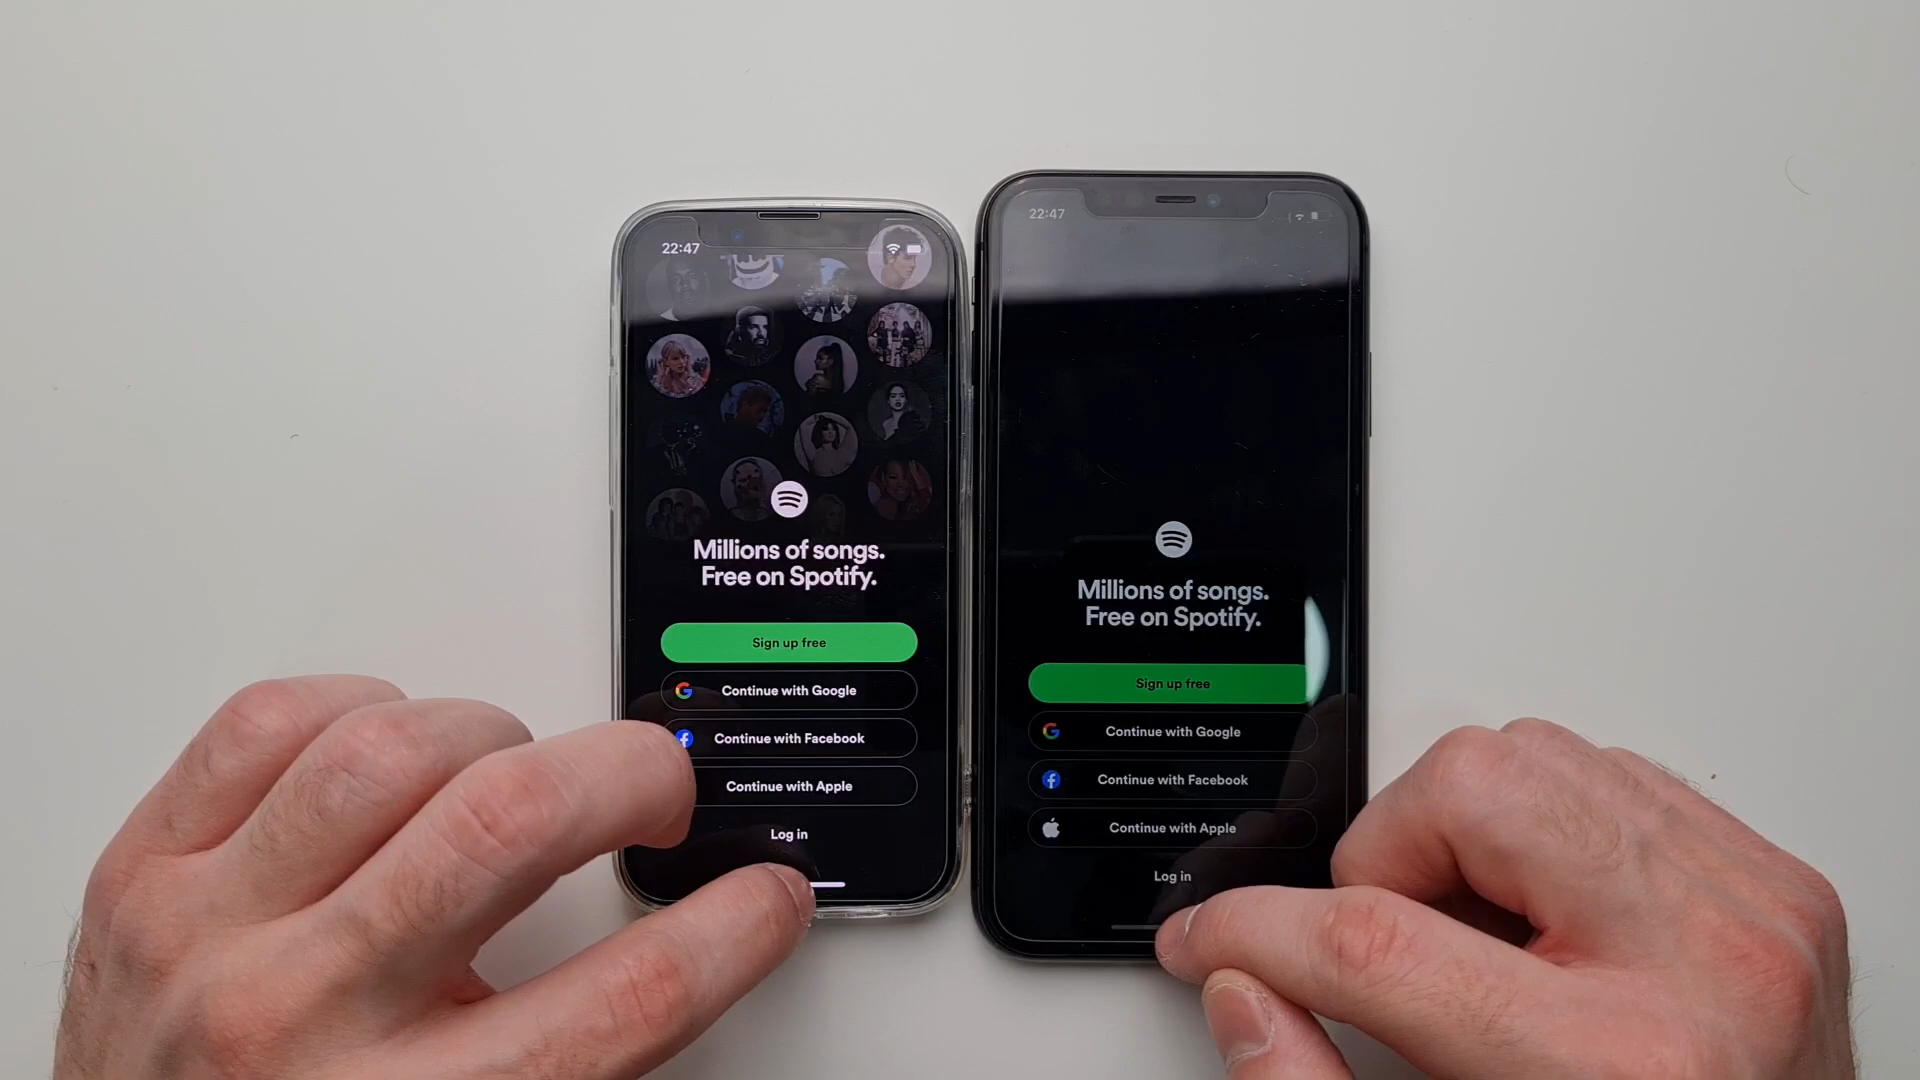 22:47
Millions of songs.
Free on Spotify.
Sign up free
Continue with Google
Continue with Facebook
Continue with Apple
Log in
22:47
Millions of songs.
Free on Spotify.
Sign up free
Continue with Google
Continue with Facebook
Continue with Apple
Log in